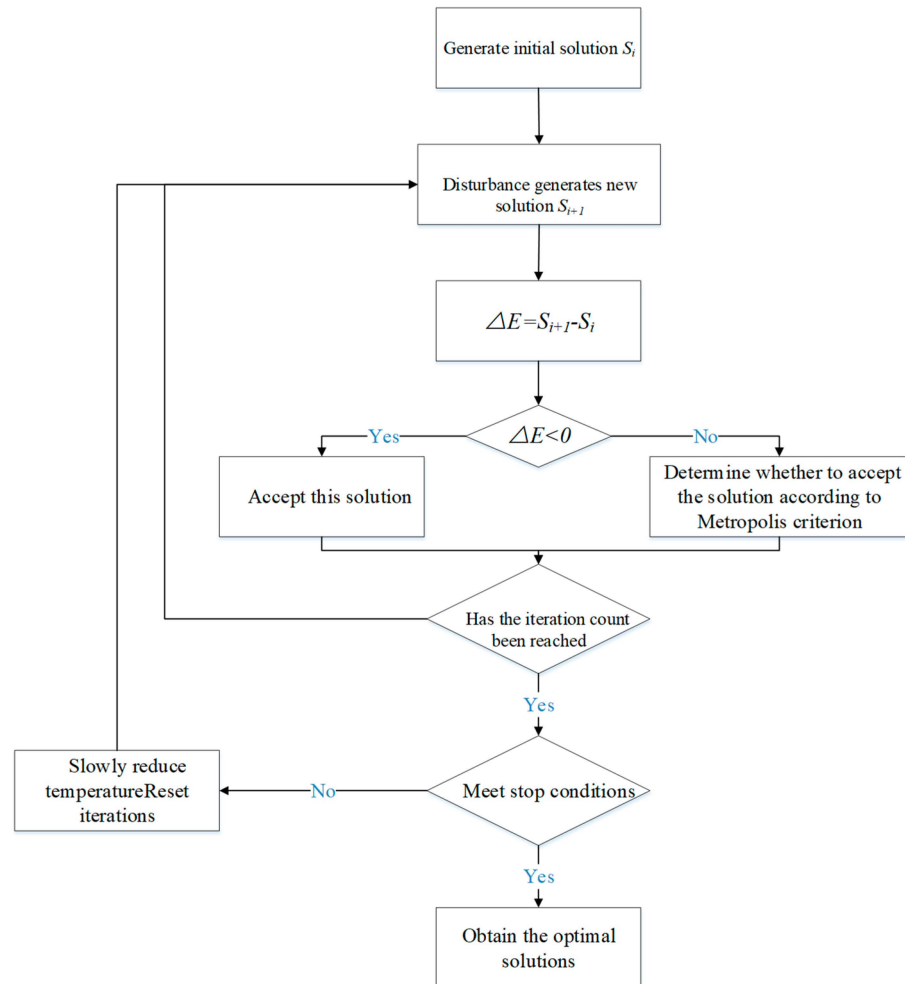 Generate initial solution Si
Disturbance generates new
solution Si+1
△E=Si+1-Si
△E<0
Yes
No
Accept this solution
Determine whether to accept
the solution according to
Metropolis criterion
Has the iteration count
been reached
Yes
Meet stop conditions
No
Slowly reduce
temperatureReset
iterations
Yes
Obtain the optimal
solutions